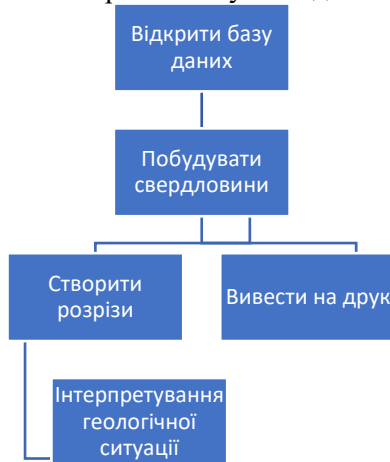 Відкрити базу
даних
Побудувати
свердловини
Створити
розрізи
Вивести на друк
Інтерпретування
геологічної
ситуації